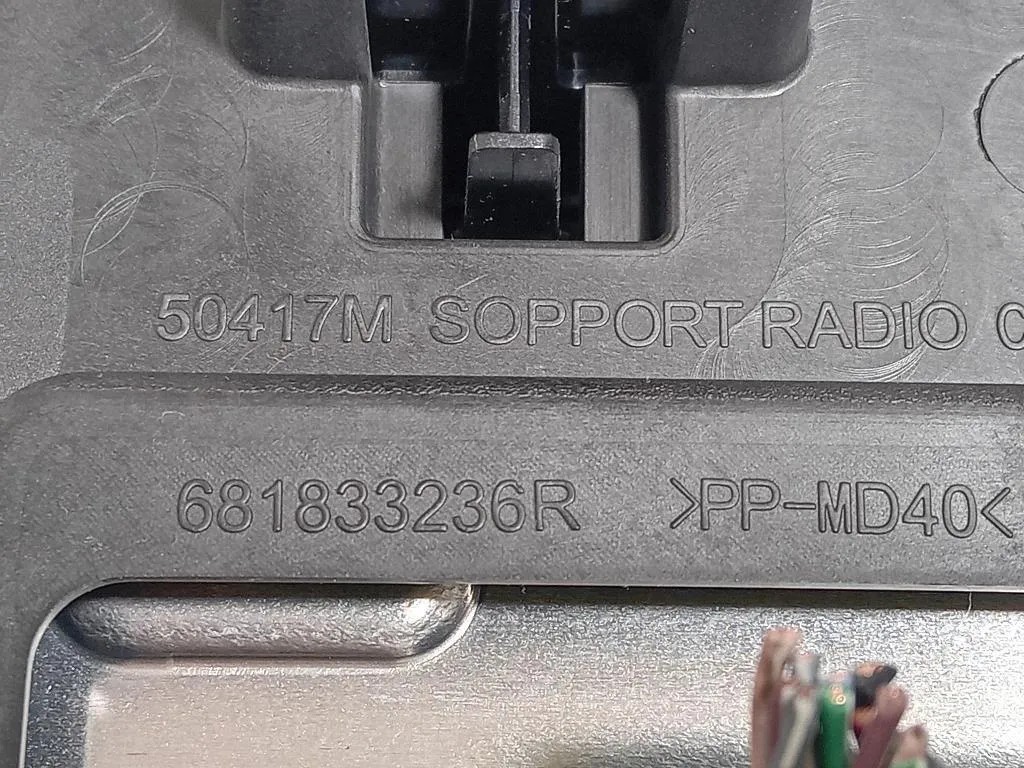 50417M SOPPORT RADIO C
681833236R >PP-MD40<